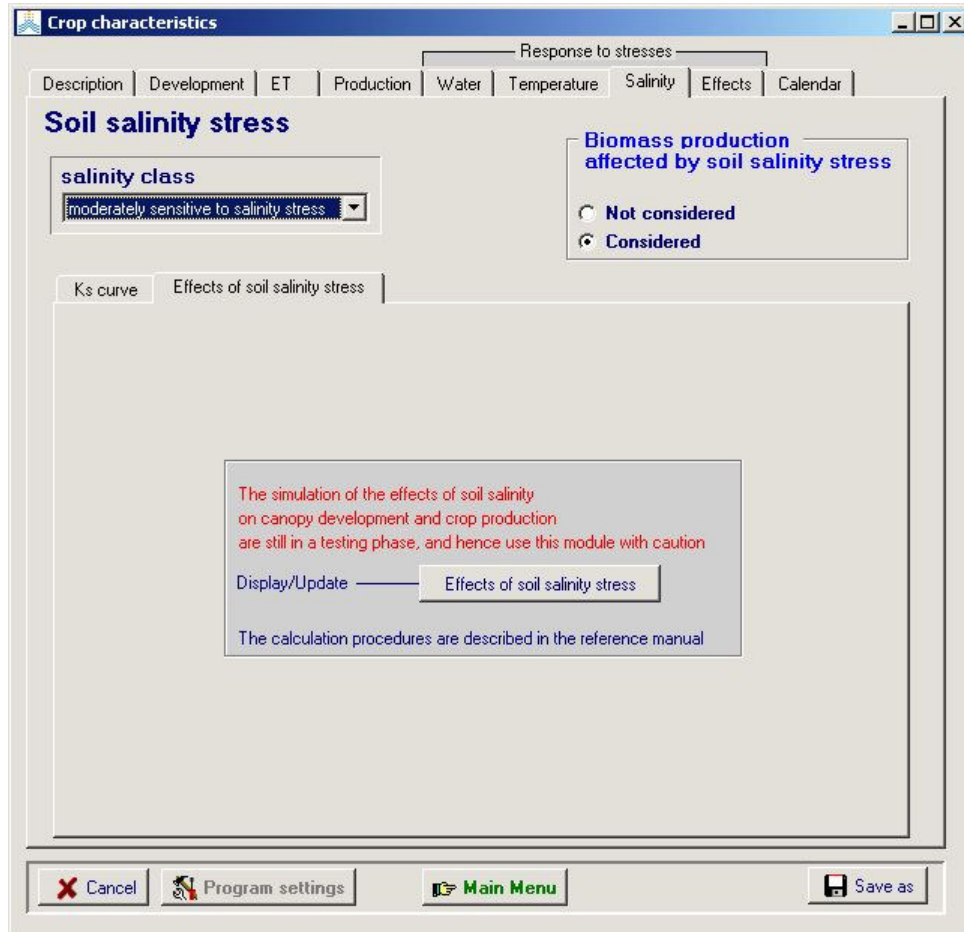 Crop characteristics
Response to stresses
Description Development ET Production Water Temperature Salinity Effects Calendar
Soil salinity stress
Biomass production
affected by soil salinity stress
salinity class
moderately sensitive to salinity stress
Not considered
Considered
Ks curve Effects of soil salinity stress
The simulation of the effects of soil salinity
on canopy development and crop production
are still in a testing phase, and hence use this module with caution
Display/Update Effects of soil salinity stress
The calculation procedures are described in the reference manual
Cancel Program settings Main Menu Save as